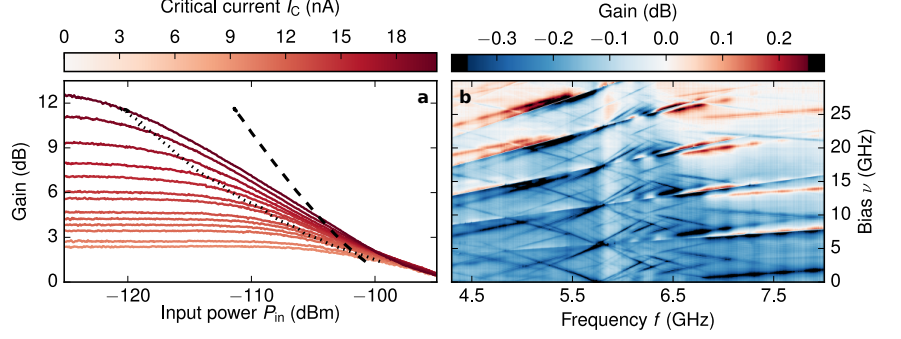 Critical current I_C (nA)
0 3 6 9 12 15 18
Gain (dB)
−0.3 −0.2 −0.1 0.0 0.1 0.2
a
12
9
6
3
0
Gain (dB)
−120 −110 −100
Input power P_in (dBm)
b
25
20
15
10
5
0
Bias ν (GHz)
4.5 5.5 6.5 7.5
Frequency f (GHz)